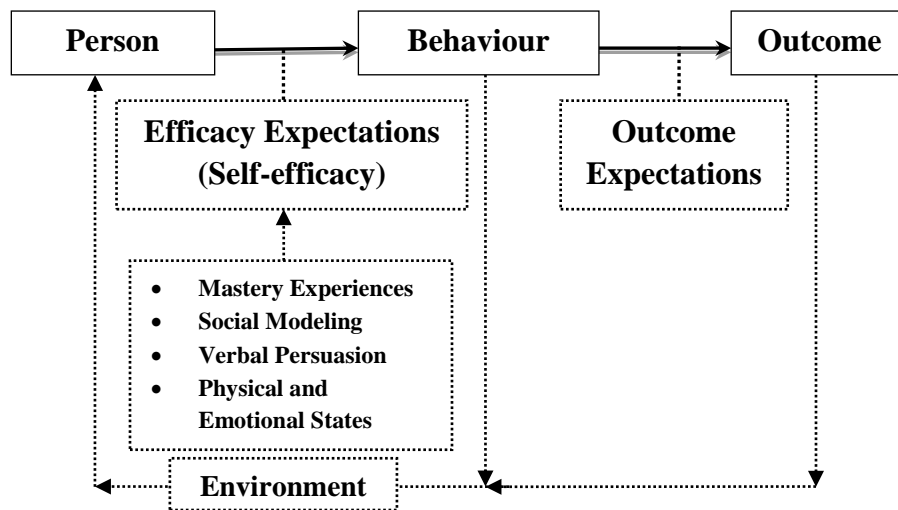 Person
Behaviour
Outcome
Efficacy Expectations
(Self-efficacy)
Outcome
Expectations
• Mastery Experiences
• Social Modeling
• Verbal Persuasion
• Physical and
Emotional States
Environment